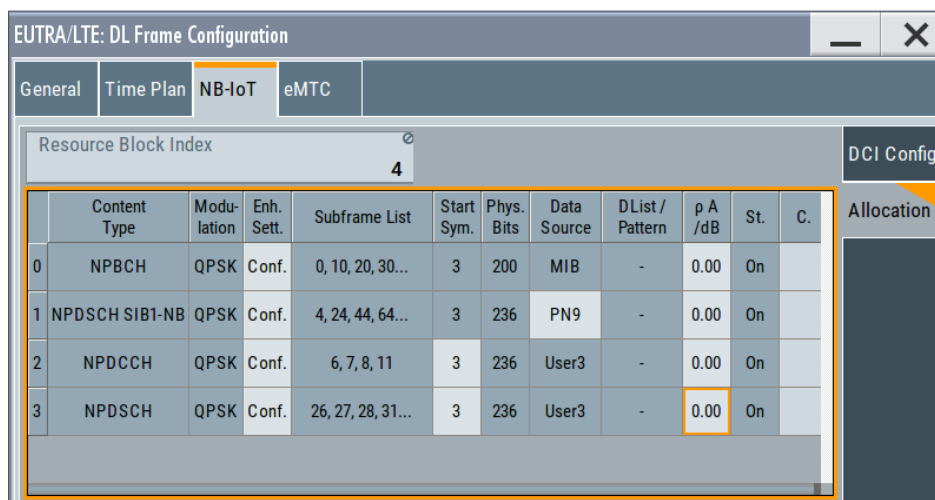 EUTRA/LTE: DL Frame Configuration
General Time Plan NB-IoT eMTC
Resource Block Index
4
DCI Config
Allocation
Content Type Modu-lation Enh. Sett. Subframe List Start Sym. Phys. Bits Data Source DList / Pattern ρ A /dB St. C.
0 NPBCH QPSK Conf. 0, 10, 20, 30... 3 200 MIB - 0.00 On
1 NPDSCH SIB1-NB QPSK Conf. 4, 24, 44, 64... 3 236 PN9 - 0.00 On
2 NPDCCH QPSK Conf. 6, 7, 8, 11 3 236 User3 - 0.00 On
3 NPDSCH QPSK Conf. 26, 27, 28, 31... 3 236 User3 - 0.00 On